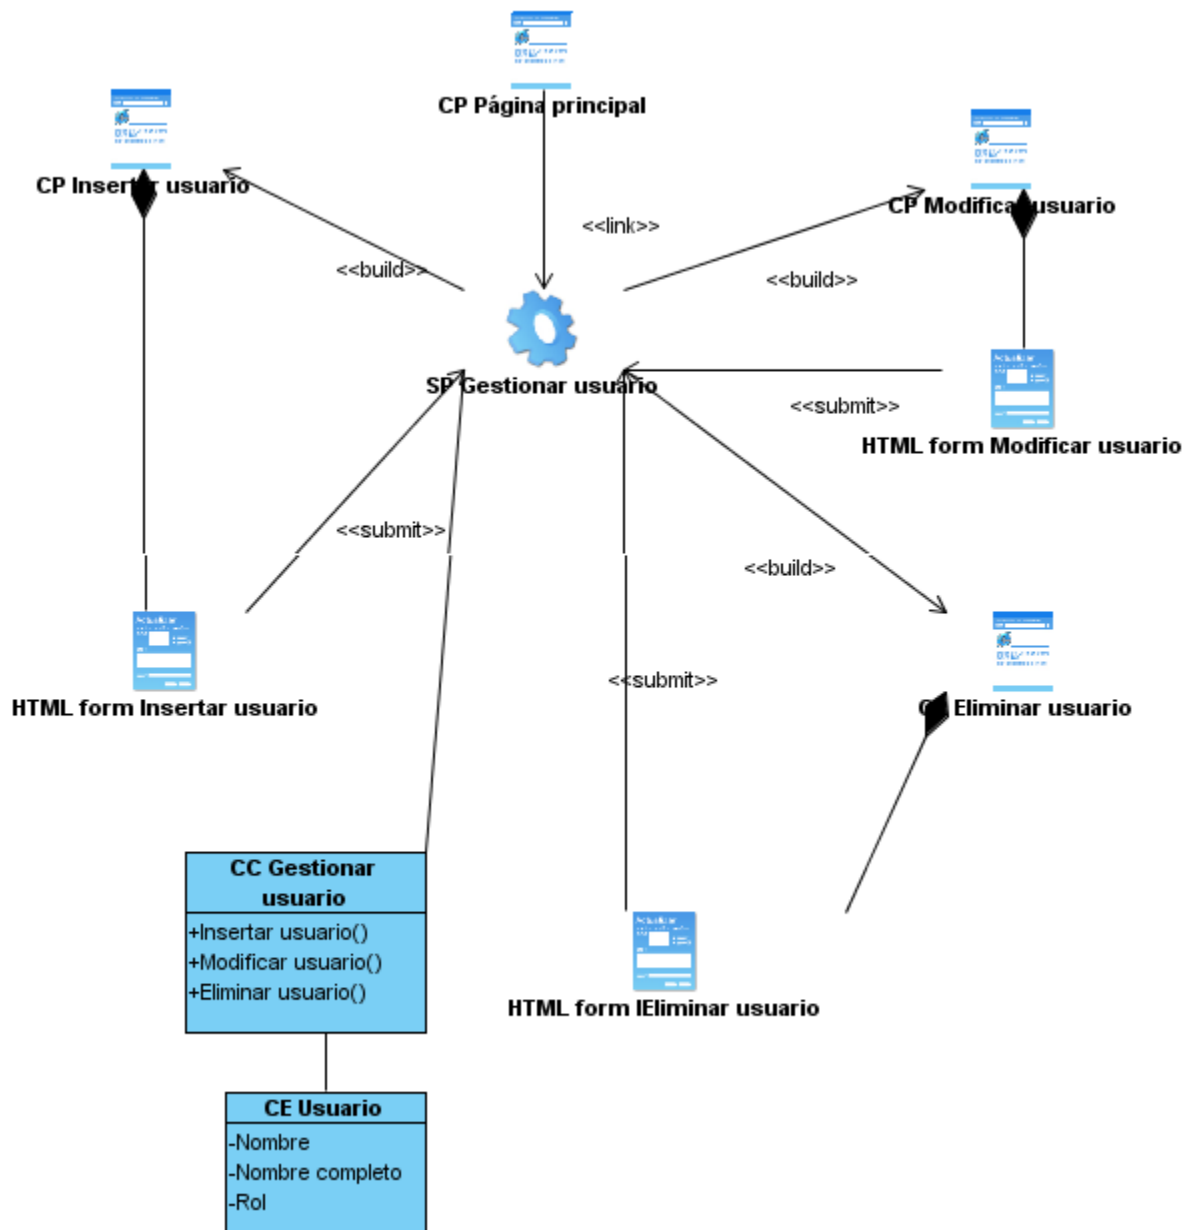 CP Página principal
CP Insertar usuario
CP Modificar usuario
<<link>>
<<build>>
<<build>>
SP Gestionar usuario
<<submit>>
HTML form Modificar usuario
<<submit>>
<<build>>
<<submit>>
HTML form Insertar usuario
Eliminar usuario
CC Gestionar
usuario
+Insertar usuario()
+Modificar usuario()
+Eliminar usuario()
HTML form IEliminar usuario
CE Usuario
-Nombre
-Nombre completo
-Rol